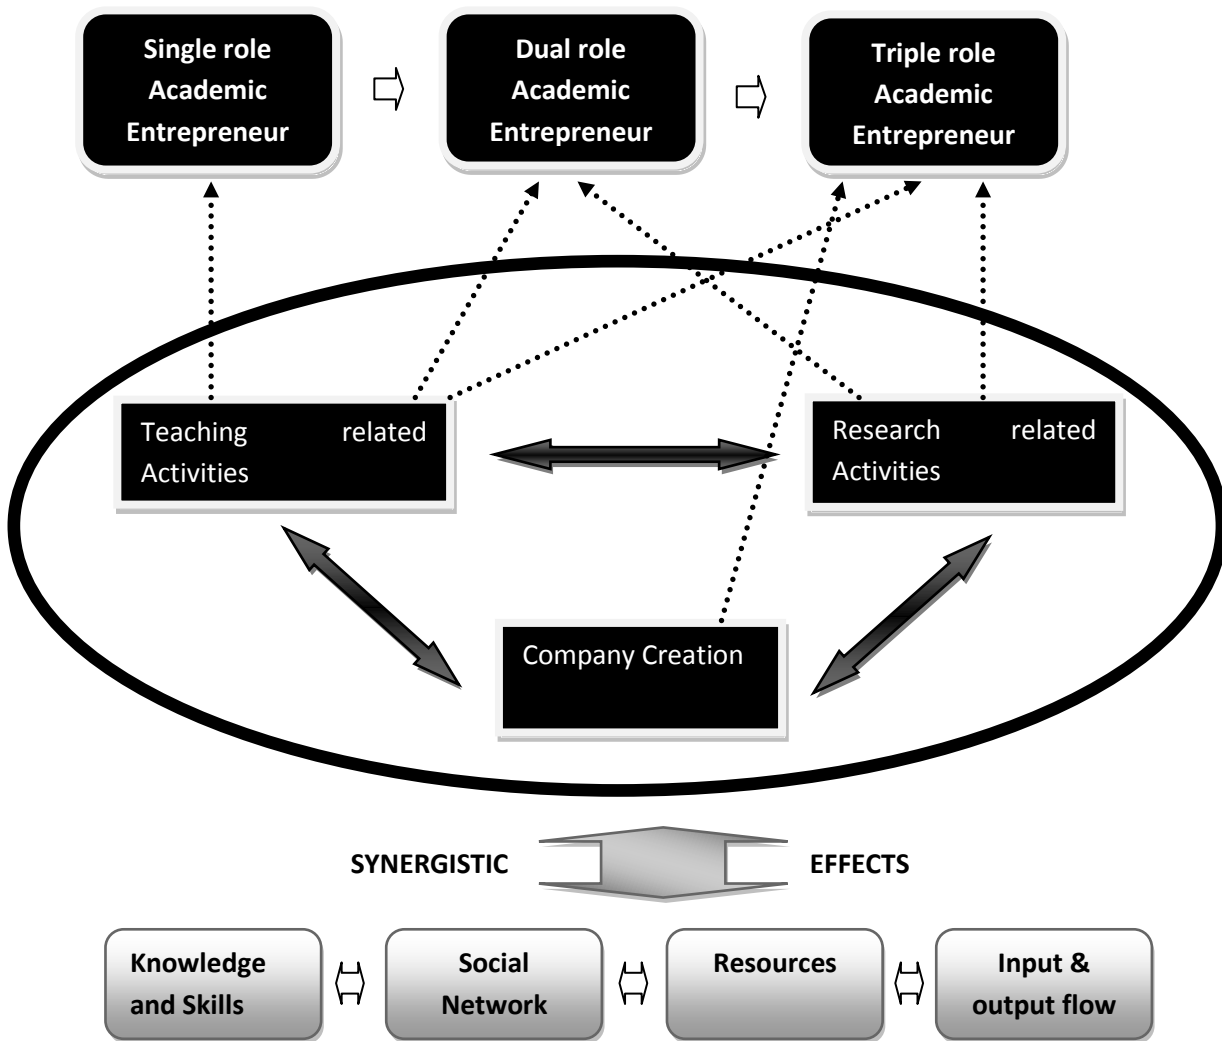 Single role
Academic
Entrepreneur
Dual role
Academic
Entrepreneur
Triple role
Academic
Entrepreneur
Teaching related
Activities
Research related
Activities
Company Creation
SYNERGISTIC EFFECTS
Knowledge
and Skills
Social
Network
Resources
Input &
output flow